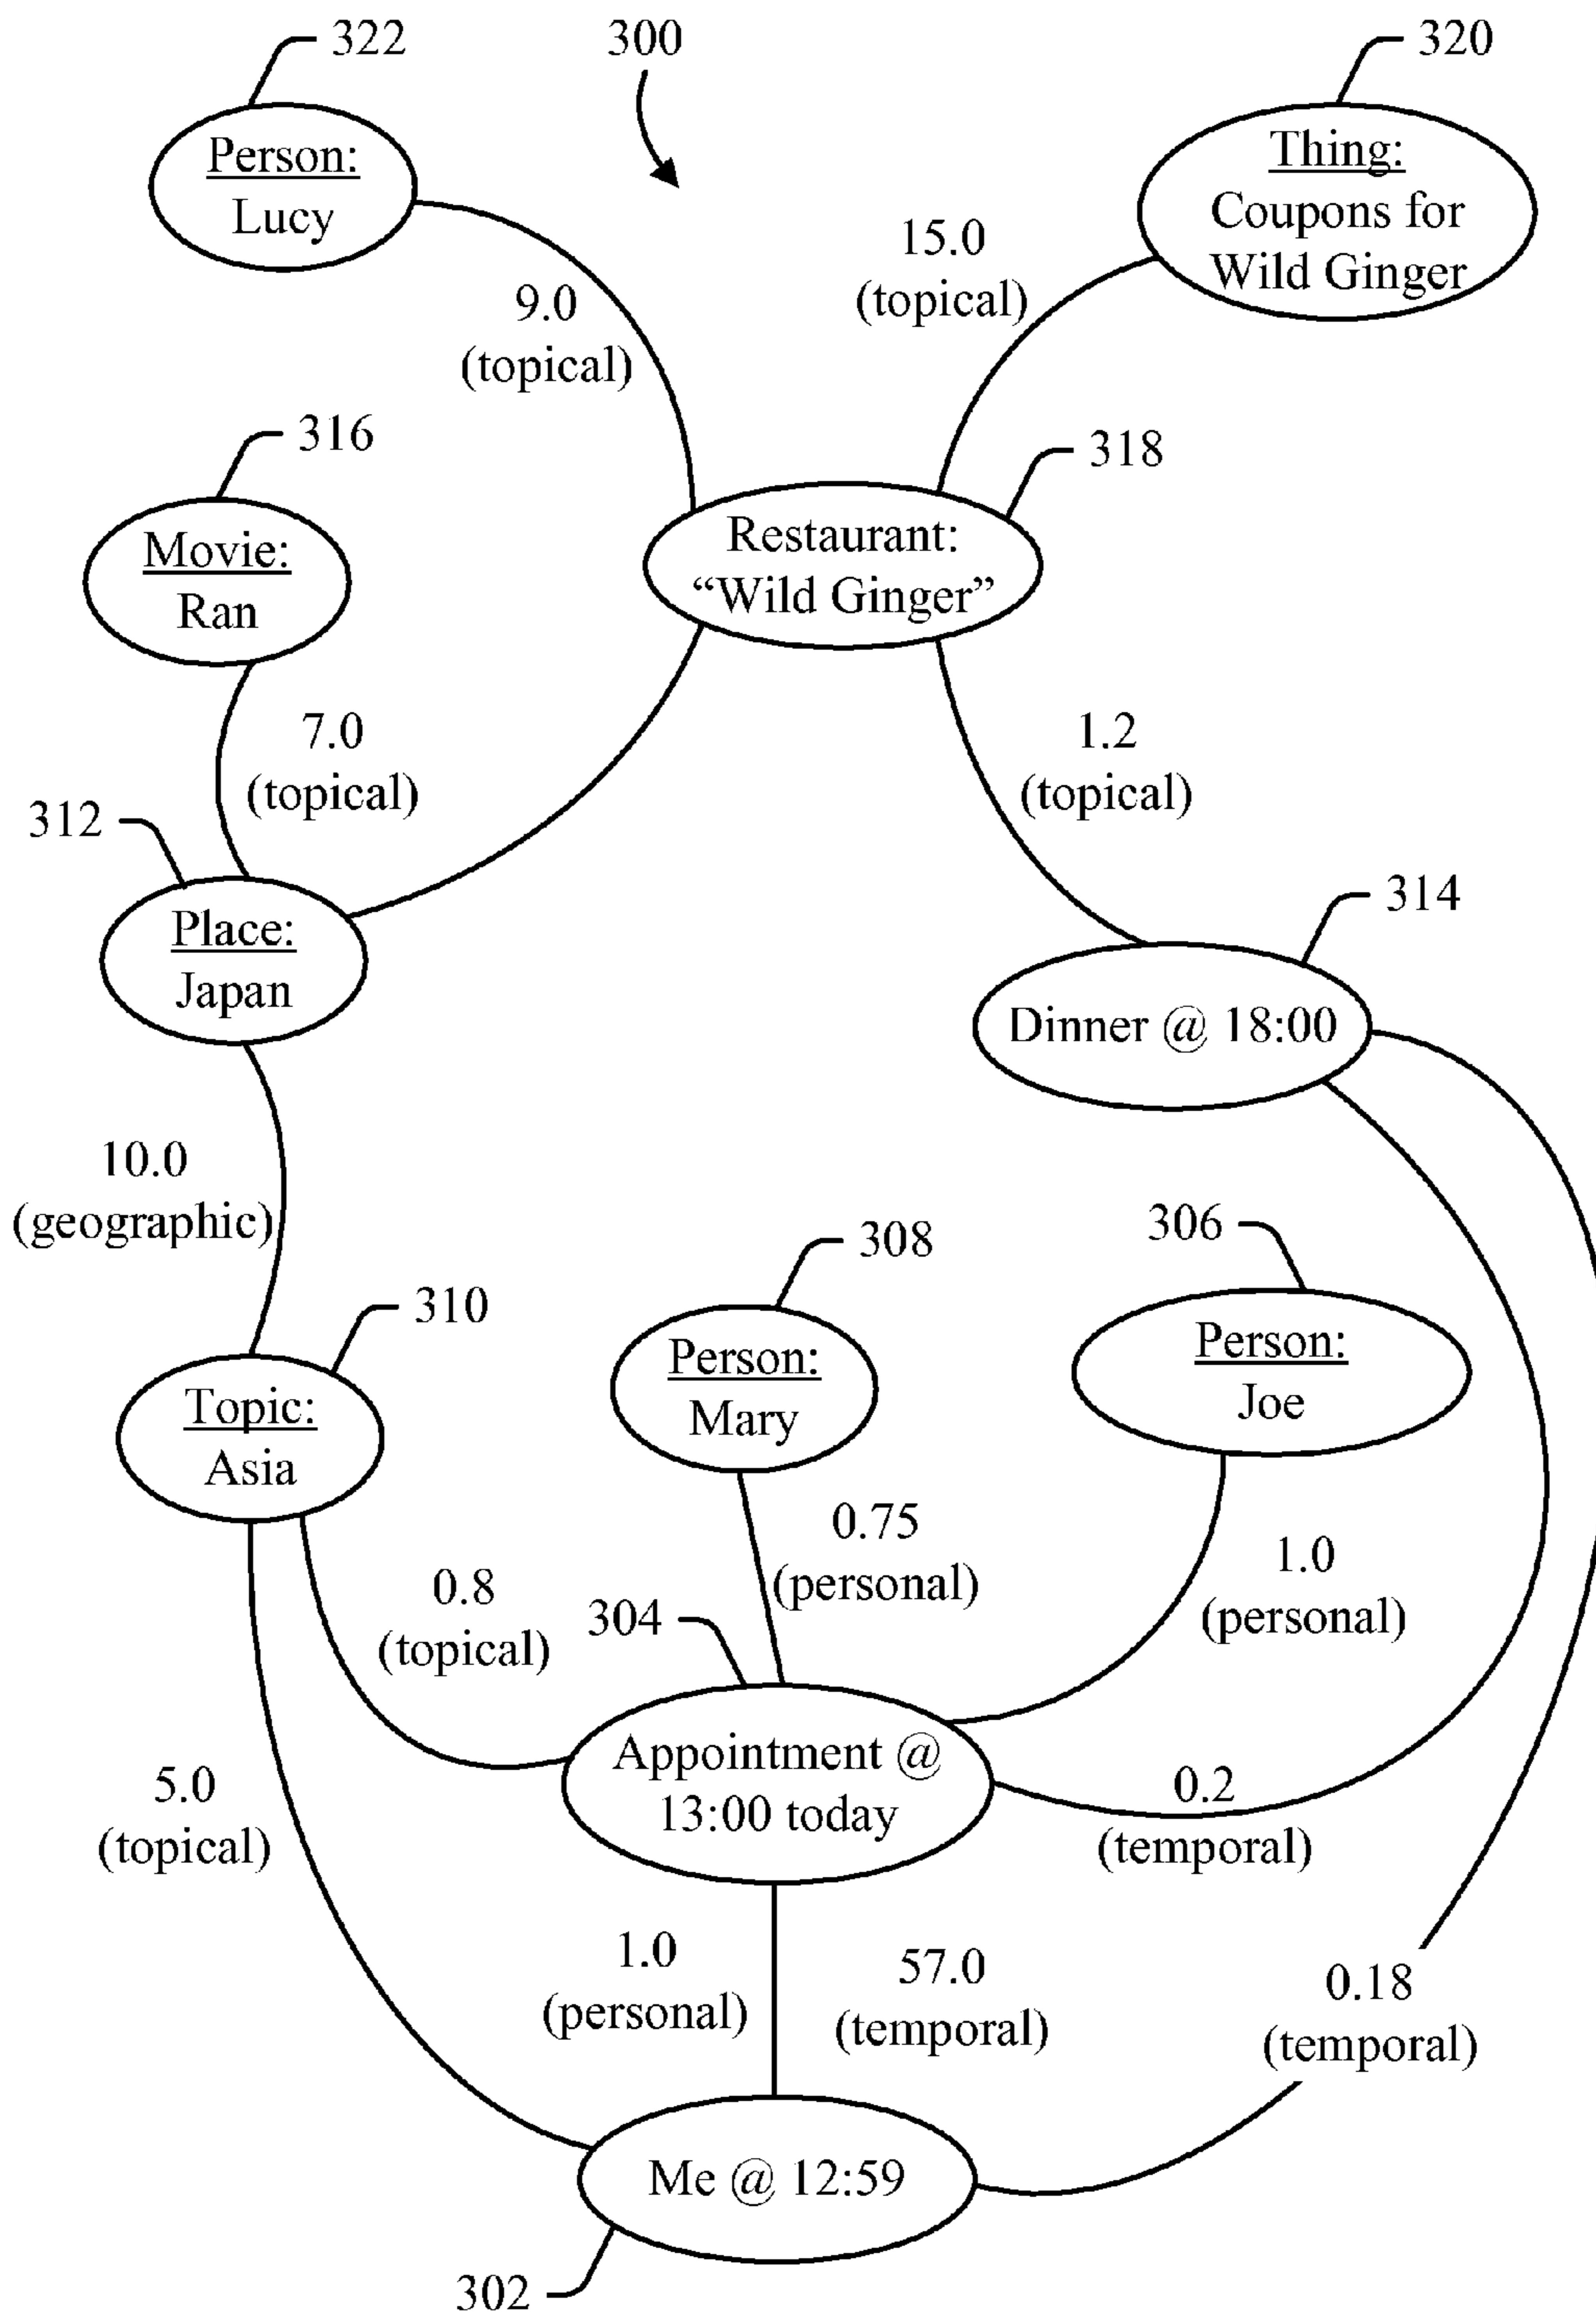 322
300
320
Person:
Lucy
Thing:
Coupons for
Wild Ginger
15.0
(topical)
9.0
(topical)
316
318
Movie:
Ran
Restaurant:
“Wild Ginger”
7.0
(topical)
1.2
(topical)
312
314
Place:
Japan
Dinner @ 18:00
10.0
(geographic)
308
306
310
Person:
Mary
Person:
Joe
Topic:
Asia
0.75
(personal)
1.0
(personal)
0.8
(topical)
304
Appointment @
13:00 today
5.0
(topical)
0.2
(temporal)
1.0
(personal)
57.0
(temporal)
0.18
(temporal)
Me @ 12:59
302